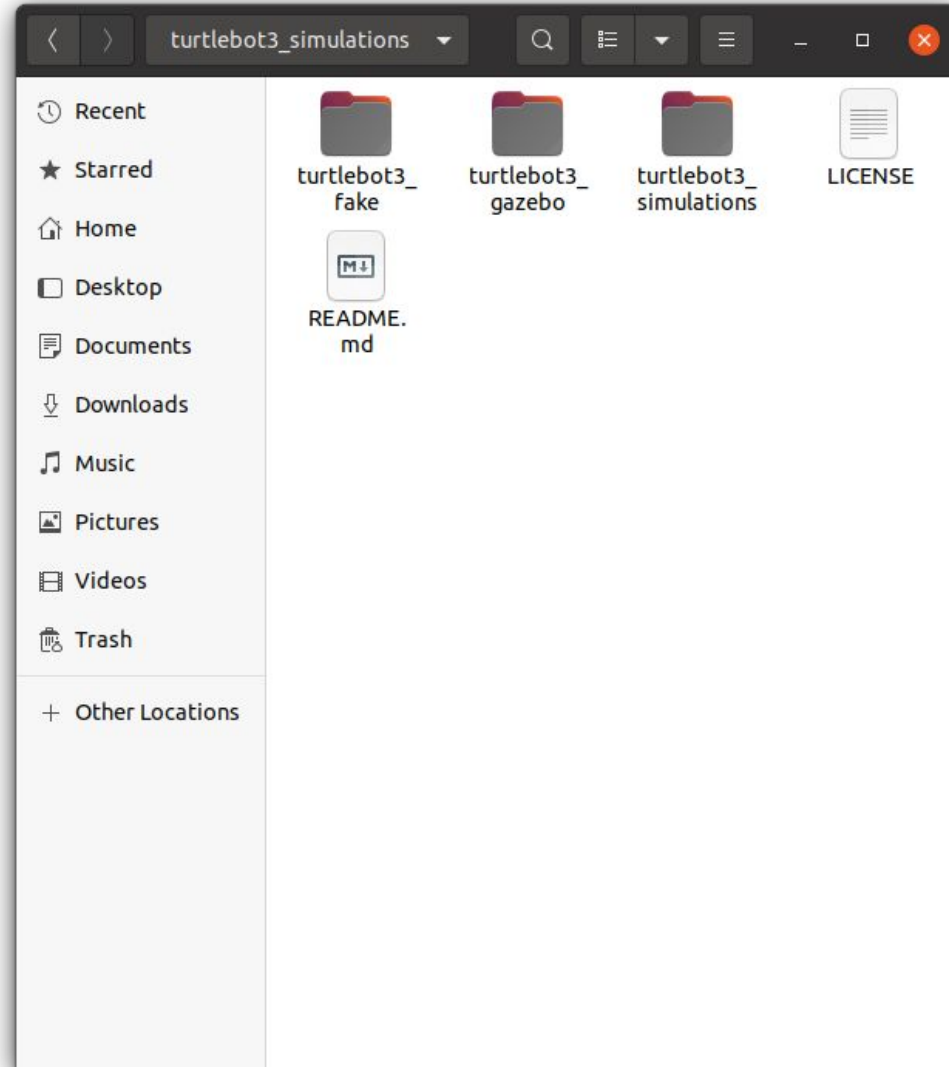 turtlebot3_simulations
Recent
Starred
Home
Desktop
Documents
Downloads
Music
Pictures
Videos
Trash
Other Locations
turtlebot3_
fake
turtlebot3_
gazebo
turtlebot3_
simulations
LICENSE
M
README.
md